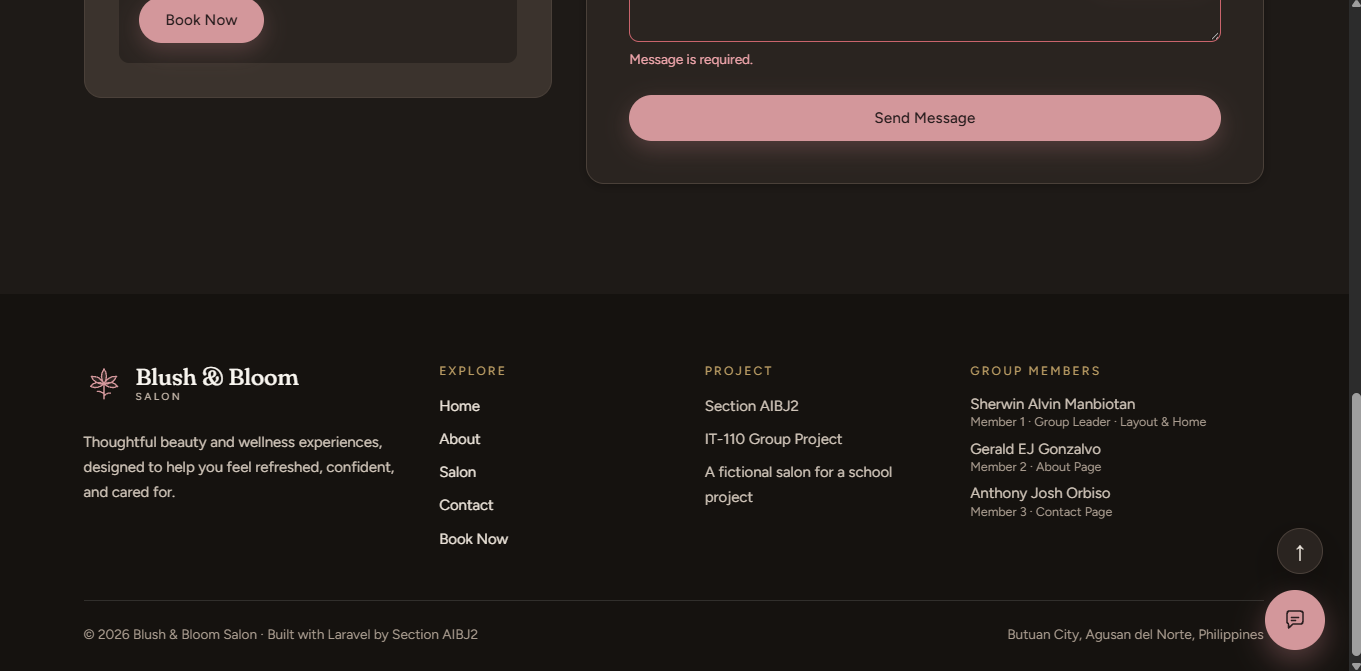 Book Now
Message is required.
Send Message
Blush & Bloom
SALON
Thoughtful beauty and wellness experiences,
designed to help you feel refreshed, confident,
and cared for.
EXPLORE
Home
About
Salon
Contact
Book Now
PROJECT
Section AIBJ2
IT-110 Group Project
A fictional salon for a school
project
GROUP MEMBERS
Sherwin Alvin Manbiotan
Member 1 · Group Leader · Layout & Home
Gerald EJ Gonzalvo
Member 2 · About Page
Anthony Josh Orbiso
Member 3 · Contact Page
↑
© 2026 Blush & Bloom Salon · Built with Laravel by Section AIBJ2
Butuan City, Agusan del Norte, Philippines